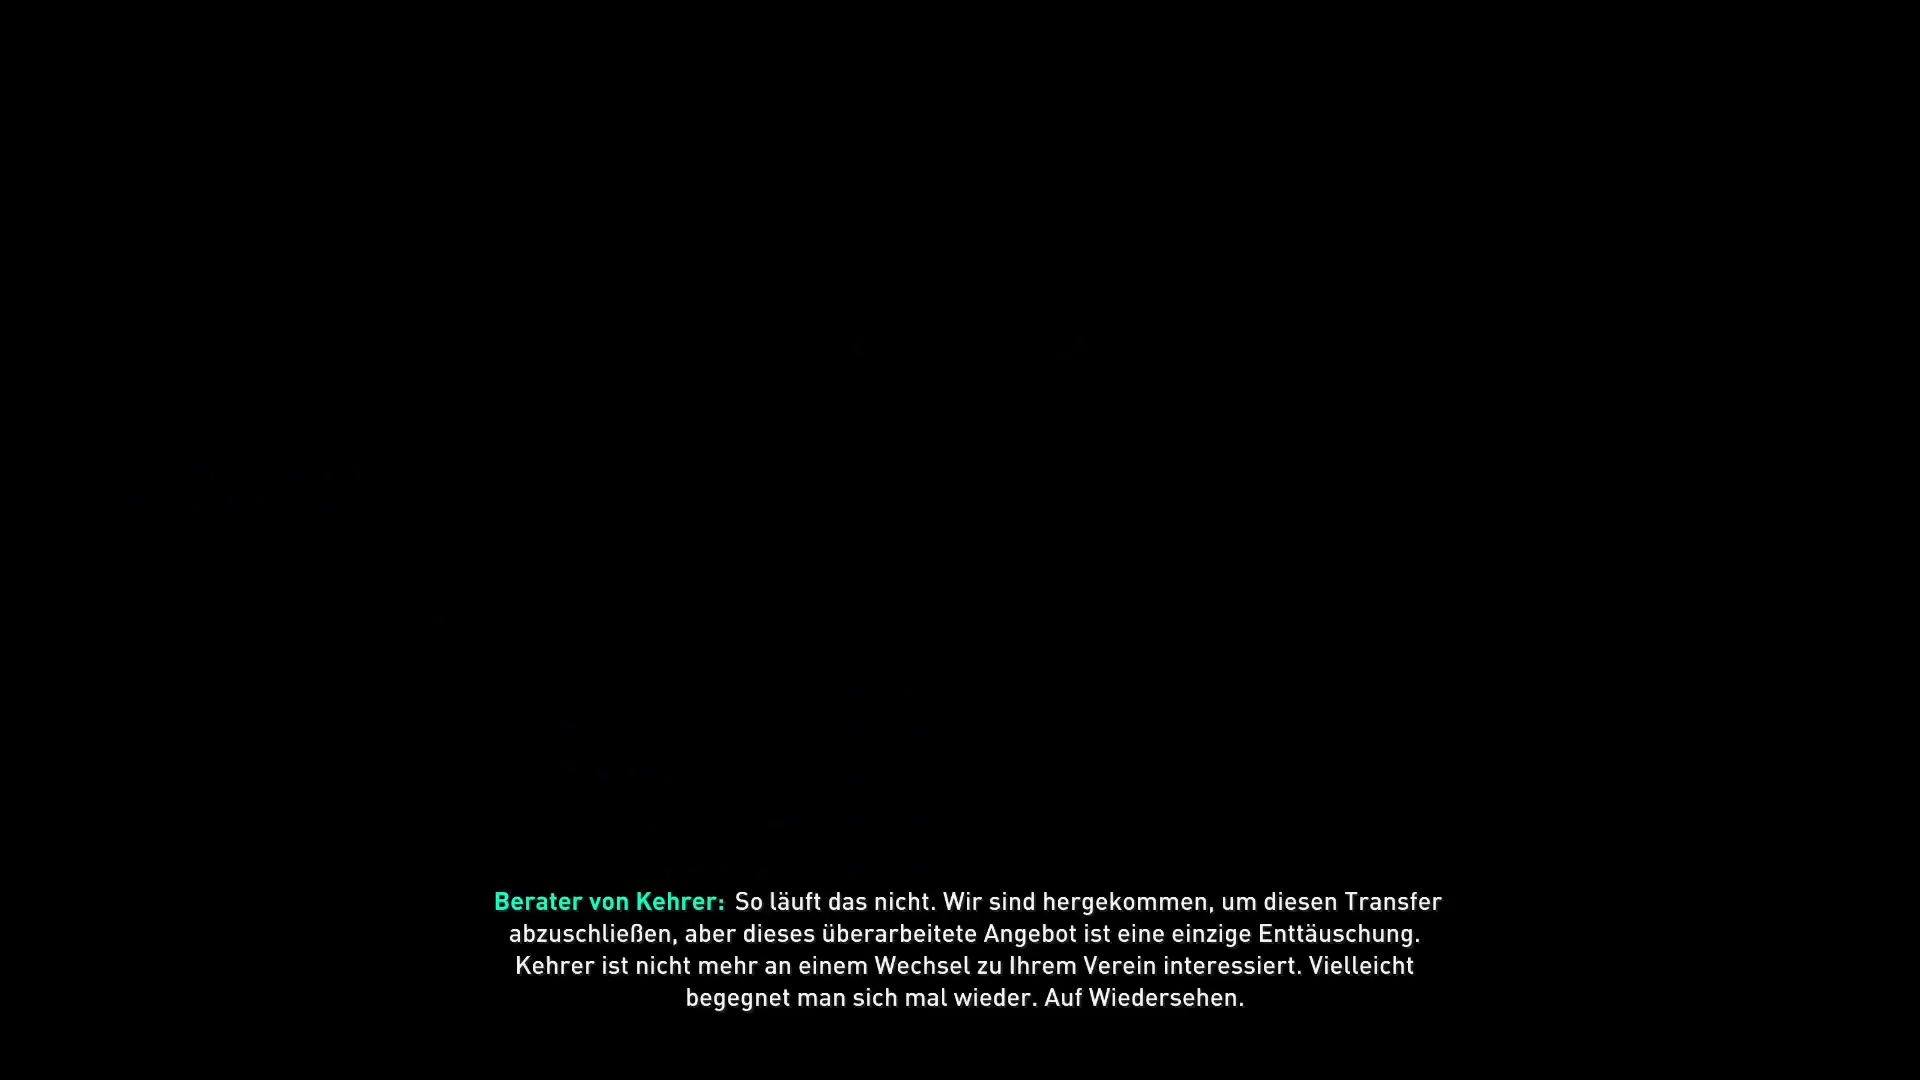 Berater von Kehrer: So läuft das nicht. Wir sind hergekommen, um diesen Transfer
abzuschließen, aber dieses überarbeitete Angebot ist eine einzige Enttäuschung.
Kehrer ist nicht mehr an einem Wechsel zu Ihrem Verein interessiert. Vielleicht
begegnet man sich mal wieder. Auf Wiedersehen.